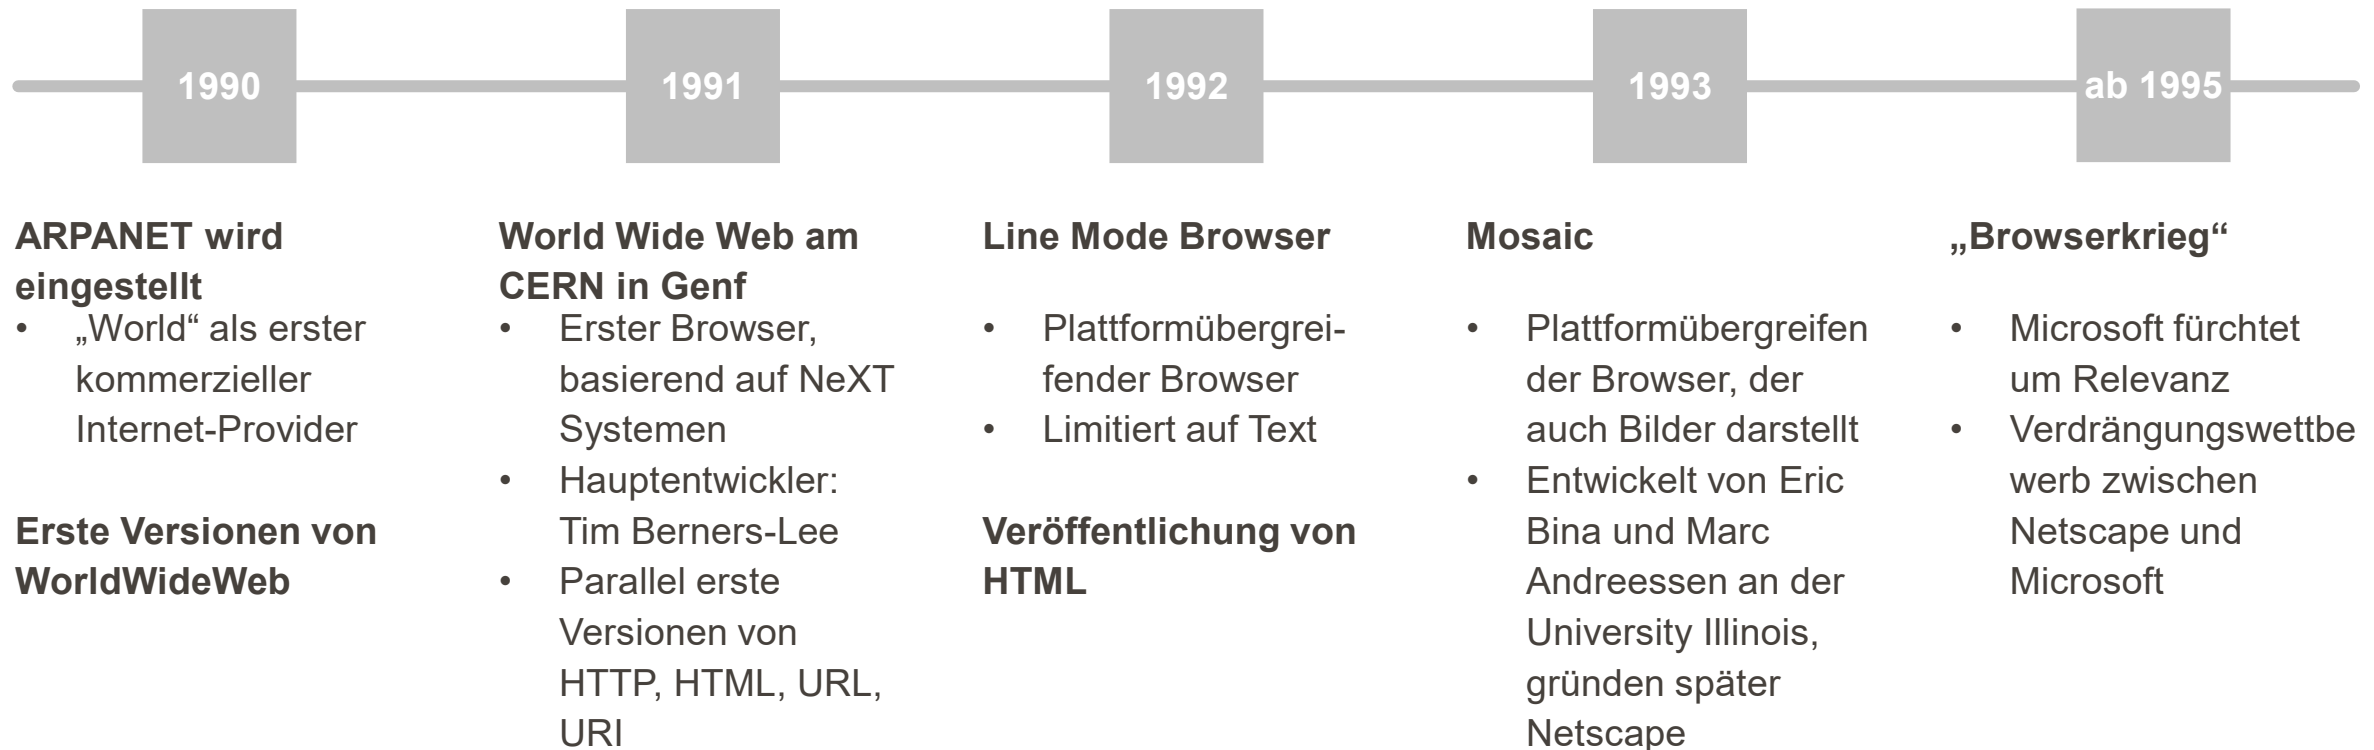 1990
1991
1992
1993
ab 1995
ARPANET wird
eingestellt
• „World“ als erster
kommerzieller
Internet-Provider
Erste Versionen von
WorldWideWeb
World Wide Web am
CERN in Genf
• Erster Browser,
basierend auf NeXT
Systemen
• Hauptentwickler:
Tim Berners-Lee
• Parallel erste
Versionen von
HTTP, HTML, URL,
URI
Line Mode Browser
• Plattformübergrei-
fender Browser
• Limitiert auf Text
Veröffentlichung von
HTML
Mosaic
• Plattformübergreifen
der Browser, der
auch Bilder darstellt
• Entwickelt von Eric
Bina und Marc
Andreessen an der
University Illinois,
gründen später
Netscape
„Browserkrieg“
• Microsoft fürchtet
um Relevanz
• Verdrängungswettbe
werb zwischen
Netscape und
Microsoft